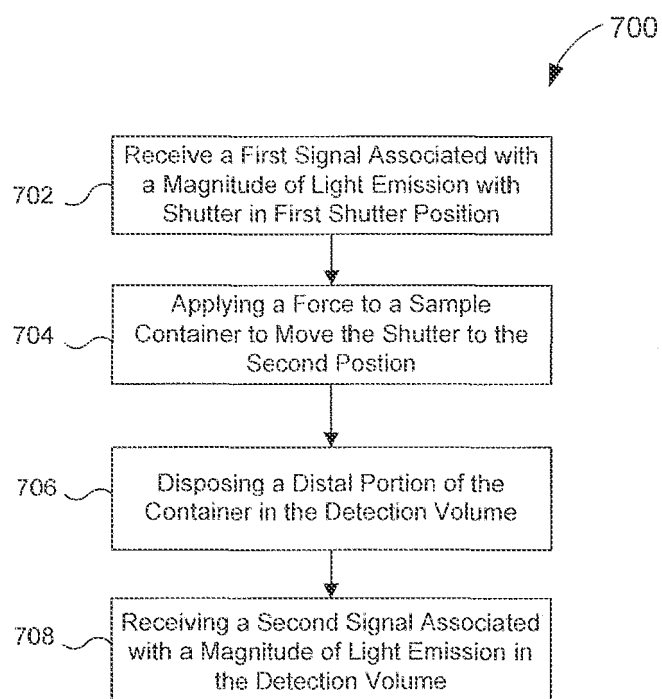 700
702
Receive a First Signal Associated with
a Magnitude of Light Emission with
Shutter in First Shutter Position
704
Applying a Force to a Sample
Container to Move the Shutter to the
Second Postion
706
Disposing a Distal Portion of the
Container in the Detection Volume
708
Receiving a Second Signal Associated
with a Magnitude of Light Emission in
the Detection Volume